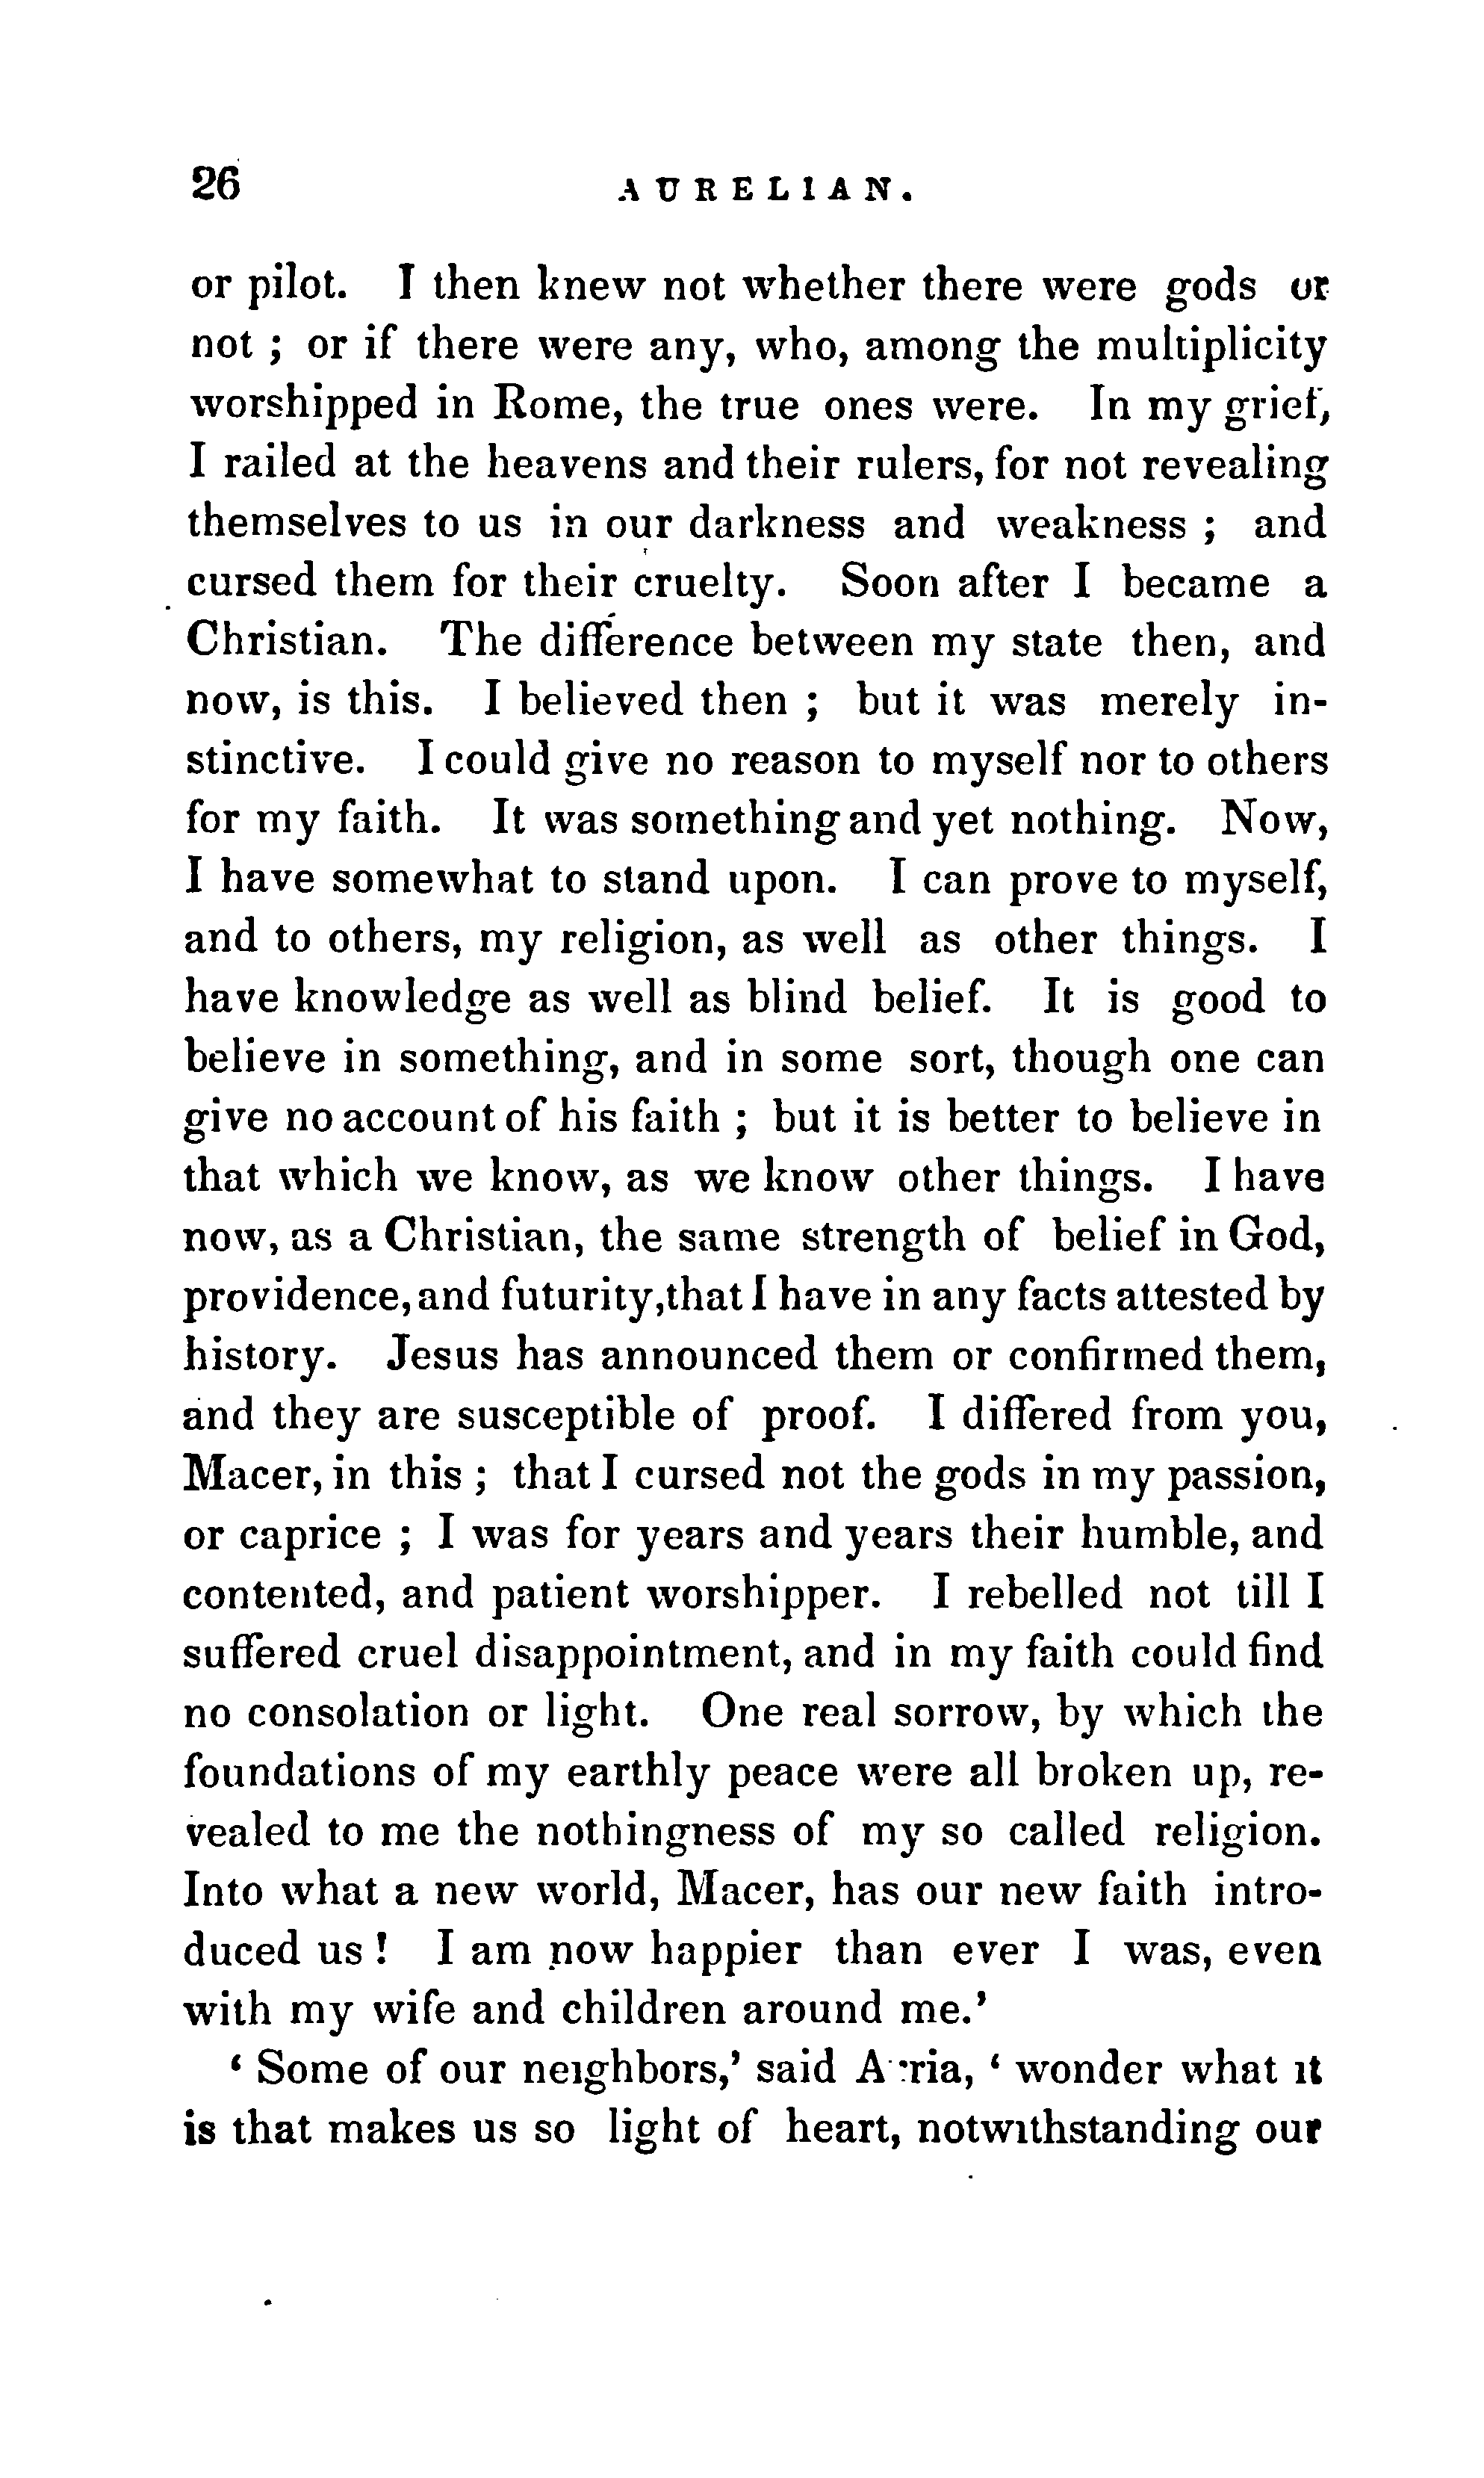 26 AURELIAN.
or pilot. I then knew not whether there were gods or
not ; or if there were any, who, among the multiplicity
worshipped in Rome, the true ones were. In my grief,
I railed at the heavens and their rulers, for not revealing
themselves to us in our darkness and weakness ; and
cursed them for their cruelty. Soon after I became a
Christian. The difference between my state then, and
now, is this. I believed then ; but it was merely in-
stinctive. I could give no reason to myself nor to others
for my faith. It was something and yet nothing. Now,
I have somewhat to stand upon. I can prove to myself,
and to others, my religion, as well as other things. I
have knowledge as well as blind belief. It is good to
believe in something, and in some sort, though one can
give no account of his faith ; but it is better to believe in
that which we know, as we know other things. I have
now, as a Christian, the same strength of belief in God,
providence, and futurity, that I have in any facts attested by
history. Jesus has announced them or confirmed them,
and they are susceptible of proof. I differed from you,
Macer, in this ; that I cursed not the gods in my passion,
or caprice ; I was for years and years their humble, and
contented, and patient worshipper. I rebelled not till I
suffered cruel disappointment, and in my faith could find
no consolation or light. One real sorrow, by which the
foundations of my earthly peace were all broken up, re-
vealed to me the nothingness of my so called religion.
Into what a new world, Macer, has our new faith intro-
duced us ! I am now happier than ever I was, even
with my wife and children around me.'
‘ Some of our neighbors,' said Arria, ‘ wonder what it
is that makes us so light of heart, notwithstanding our